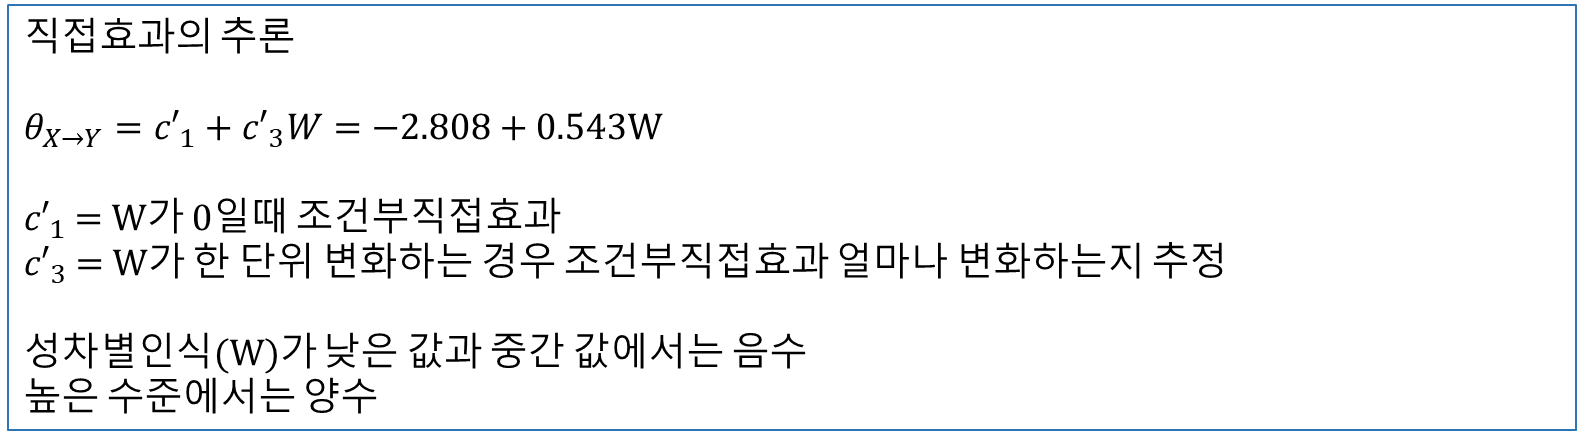 직접효과의 추론
θ_{X→Y} = c′₁ + c′₃W = −2.808 + 0.543W
c′₁ = W가 0일때 조건부직접효과
c′₃ = W가 한 단위 변화하는 경우 조건부직접효과 얼마나 변화하는지 추정
성차별인식(W)가 낮은 값과 중간 값에서는 음수
높은 수준에서는 양수